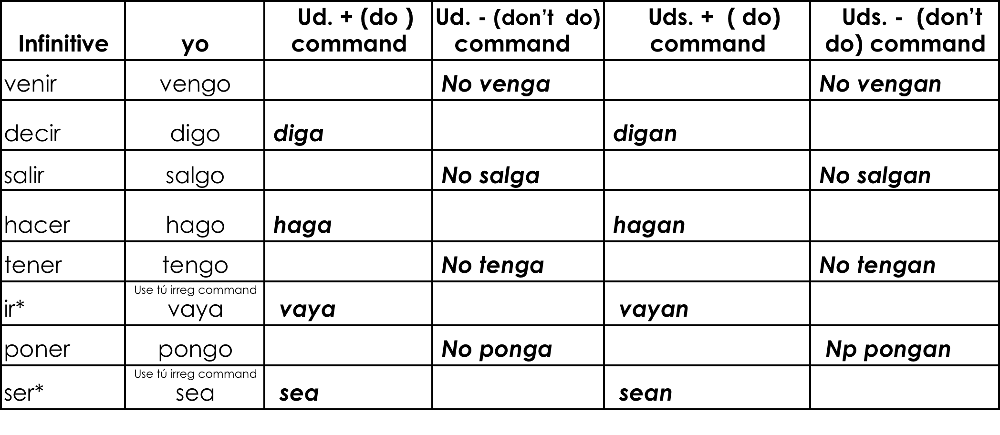 Infinitive
yo
Ud. + (do )
command
Ud. - (don’t do)
command
Uds. + ( do)
command
Uds. - (don’t
do) command
venir
vengo
No venga
No vengan
decir
digo
diga
digan
salir
salgo
No salga
No salgan
hacer
hago
haga
hagan
tener
tengo
No tenga
No tengan
ir*
Use tú irreg command
vaya
vaya
vayan
poner
pongo
No ponga
Np pongan
ser*
Use tú irreg command
sea
sea
sean